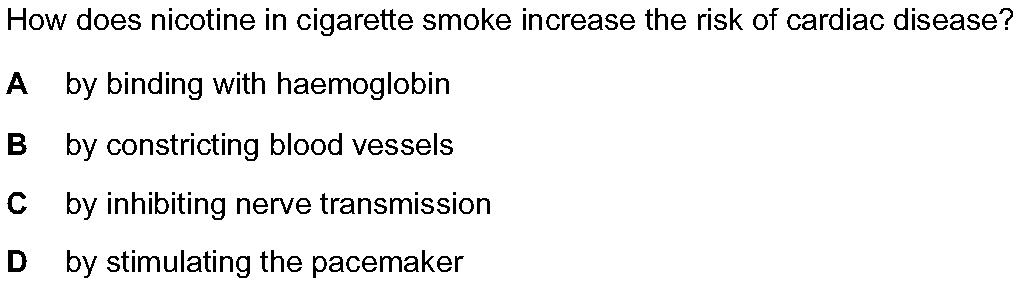 How does nicotine in cigarette smoke increase the risk of cardiac disease?
A by binding with haemoglobin
B by constricting blood vessels
C by inhibiting nerve transmission
D by stimulating the pacemaker